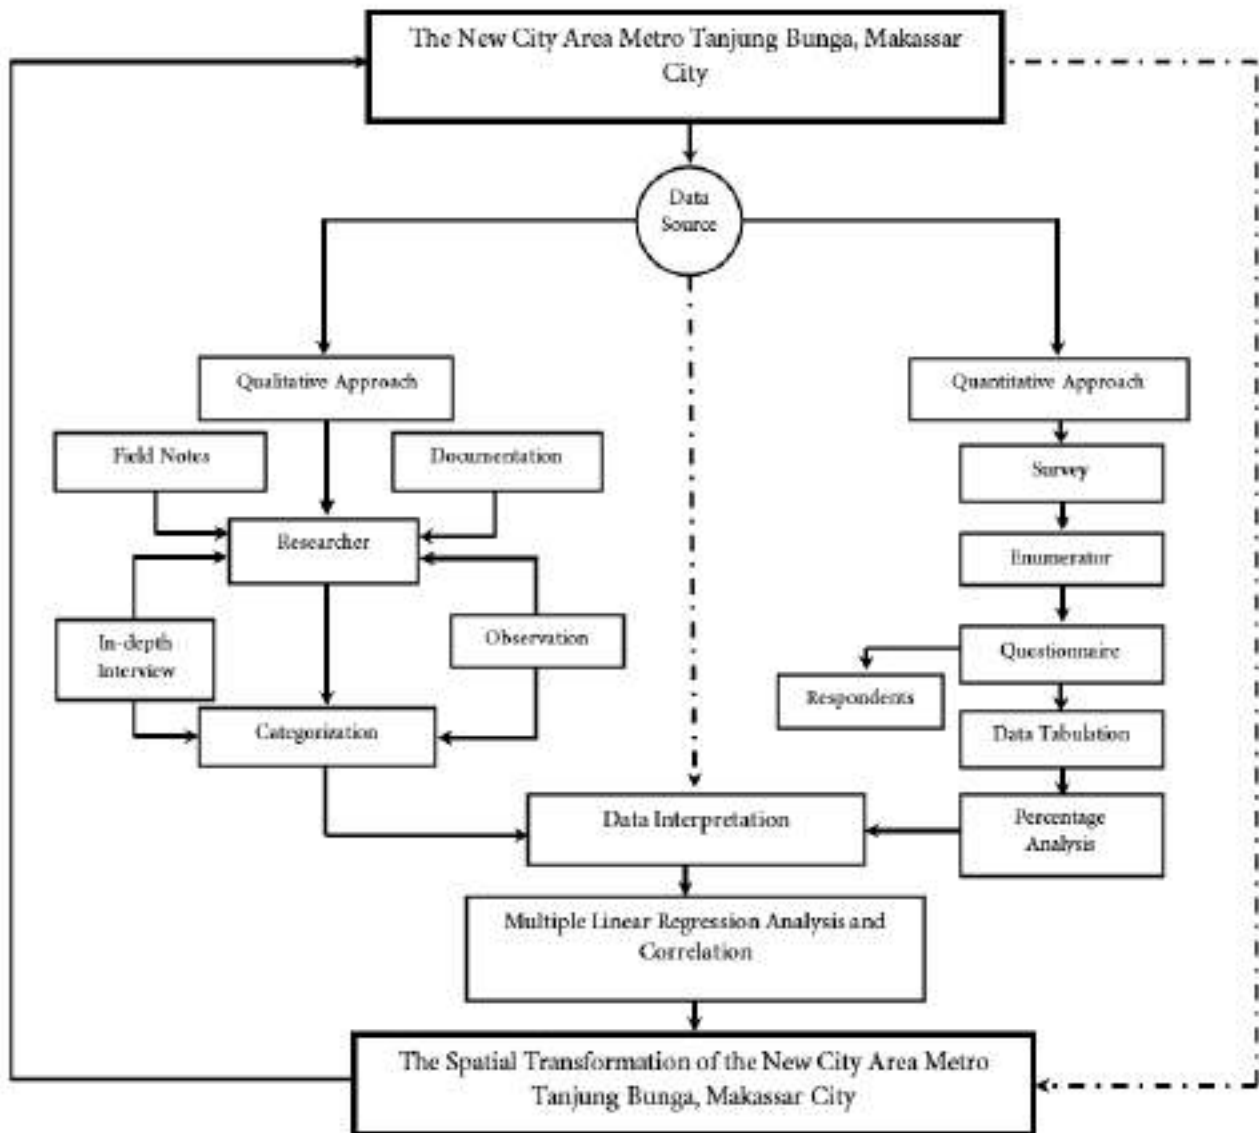 The New City Area Metro Tanjung Bunga, Makassar
City
Data
Source
Qualitative Approach
Quantitative Approach
Field Notes
Documentation
Survey
Researcher
Enumerator
In-depth
Interview
Observation
Questionnaire
Respondents
Categorization
Data Tabulation
Data Interpretation
Percentage
Analysis
Multiple Linear Regression Analysis and
Correlation
The Spatial Transformation of the New City Area Metro
Tanjung Bunga, Makassar City